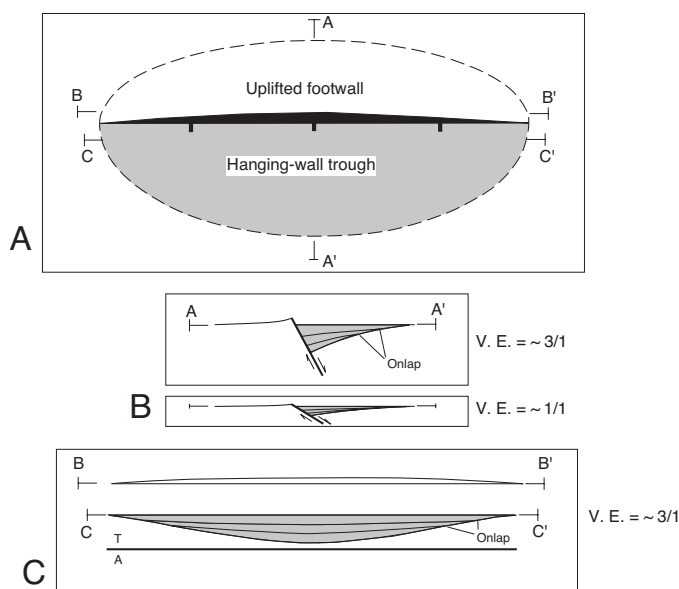 A
Uplifted footwall
B
B'
C
C'
Hanging-wall trough
A
A'
A
A'
Onlap
V. E. = ~ 3/1
B
V. E. = ~ 1/1
B
B'
C
C'
Onlap
V. E. = ~ 3/1
T
A
C